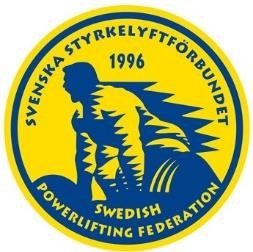 SVENSKA STYRKELYFTFÖRBUNDET
1996
SWEDISH
POWERLIFTING FEDERATION